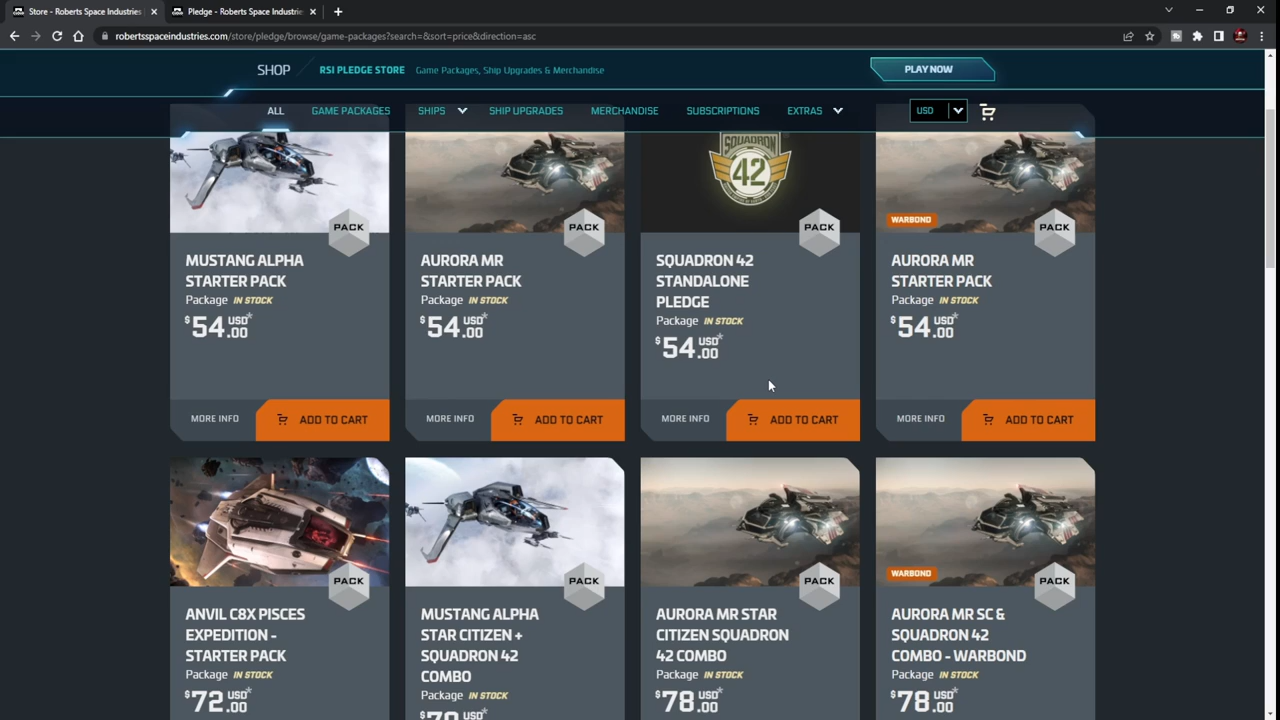 Store - Roberts Space Industries
Pledge - Roberts Space Industrie
robertsspaceindustries.com/store/pledge/browse/game-packages?search=&sort=price&direction=asc
SHOP RSI PLEDGE STORE Game Packages, Ship Upgrades & Merchandise PLAY NOW
ALL GAME PACKAGES SHIPS SHIP UPGRADES MERCHANDISE SUBSCRIPTIONS EXTRAS USD
SQUADRON
42
WARBOND
PACK PACK PACK PACK
MUSTANG ALPHA
STARTER PACK
Package IN STOCK
$54 USD* .00
MORE INFO ADD TO CART
AURORA MR
STARTER PACK
Package IN STOCK
$54 USD* .00
MORE INFO ADD TO CART
SQUADRON 42
STANDALONE
PLEDGE
Package IN STOCK
$54 USD* .00
MORE INFO ADD TO CART
AURORA MR
STARTER PACK
Package IN STOCK
$54 USD* .00
MORE INFO ADD TO CART
WARBOND
PACK PACK PACK PACK
ANVIL C8X PISCES
EXPEDITION -
STARTER PACK
Package IN STOCK
$72 USD* .00
MUSTANG ALPHA
STAR CITIZEN +
SQUADRON 42
COMBO
Package IN STOCK
USD*
AURORA MR STAR
CITIZEN SQUADRON
42 COMBO
Package IN STOCK
$78 USD* .00
AURORA MR SC &
SQUADRON 42
COMBO - WARBOND
Package IN STOCK
$78 USD* .00